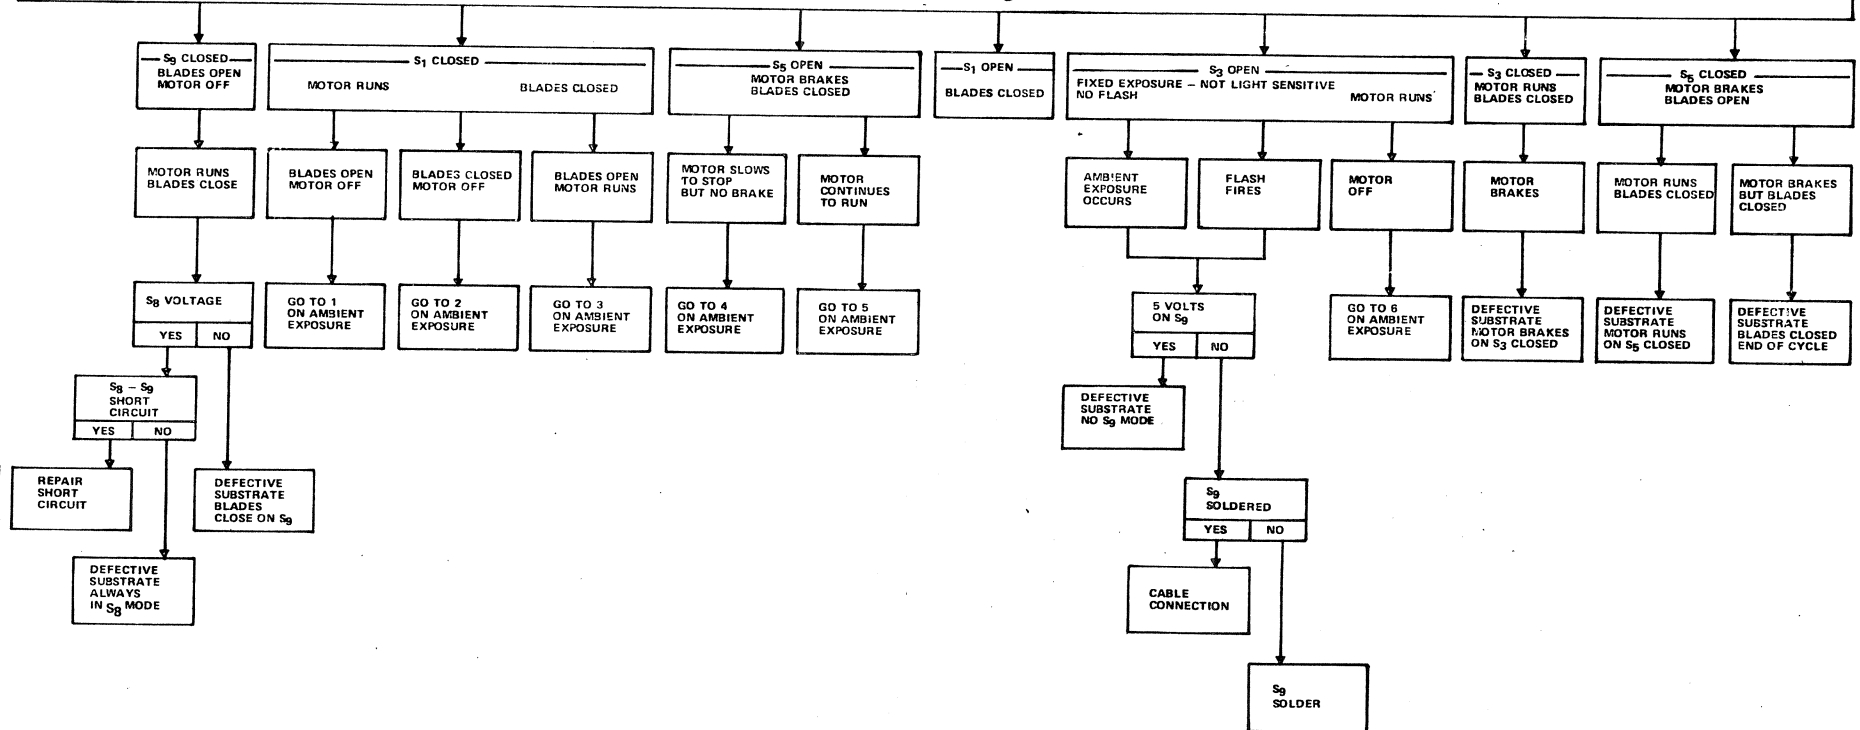 S9 CLOSED
BLADES OPEN
MOTOR OFF
S1 CLOSED
MOTOR RUNS
BLADES CLOSED
S5 OPEN
MOTOR BRAKES
BLADES CLOSED
S1 OPEN
BLADES CLOSED
S3 OPEN
FIXED EXPOSURE – NOT LIGHT SENSITIVE
NO FLASH
MOTOR RUNS
S3 CLOSED
MOTOR RUNS
BLADES CLOSED
S5 CLOSED
MOTOR BRAKES
BLADES OPEN
MOTOR RUNS
BLADES CLOSE
BLADES OPEN
MOTOR OFF
BLADES CLOSED
MOTOR OFF
BLADES OPEN
MOTOR RUNS
MOTOR SLOWS
TO STOP
BUT NO BRAKE
MOTOR
CONTINUES
TO RUN
AMBIENT
EXPOSURE
OCCURS
FLASH
FIRES
MOTOR
OFF
MOTOR
BRAKES
MOTOR RUNS
BLADES CLOSED
MOTOR BRAKES
BUT BLADES
CLOSED
S8 VOLTAGE
YES
NO
GO TO 1
ON AMBIENT
EXPOSURE
GO TO 2
ON AMBIENT
EXPOSURE
GO TO 3
ON AMBIENT
EXPOSURE
GO TO 4
ON AMBIENT
EXPOSURE
GO TO 5
ON AMBIENT
EXPOSURE
5 VOLTS
ON S9
YES
NO
GO TO 6
ON AMBIENT
EXPOSURE
DEFECTIVE
SUBSTRATE
MOTOR BRAKES
ON S3 CLOSED
DEFECTIVE
SUBSTRATE
MOTOR RUNS
ON S5 CLOSED
DEFECTIVE
SUBSTRATE
BLADES CLOSED
END OF CYCLE
S8 – S9
SHORT
CIRCUIT
YES
NO
DEFECTIVE
SUBSTRATE
NO S9 MODE
REPAIR
SHORT
CIRCUIT
DEFECTIVE
SUBSTRATE
BLADES
CLOSE ON S9
S9
SOLDERED
YES
NO
DEFECTIVE
SUBSTRATE
ALWAYS
IN S8 MODE
CABLE
CONNECTION
S9
SOLDER